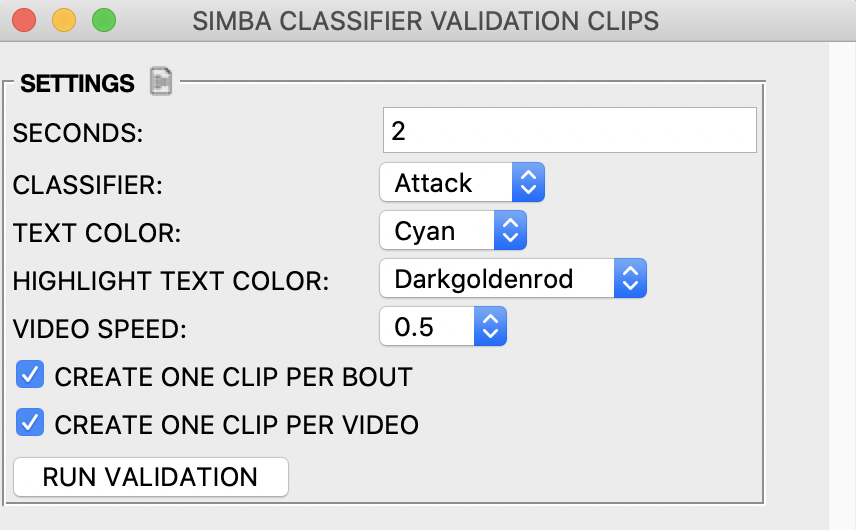 SIMBA CLASSIFIER VALIDATION CLIPS
SETTINGS
SECONDS: 2
CLASSIFIER: Attack
TEXT COLOR: Cyan
HIGHLIGHT TEXT COLOR: Darkgoldenrod
VIDEO SPEED: 0.5
CREATE ONE CLIP PER BOUT
CREATE ONE CLIP PER VIDEO
RUN VALIDATION